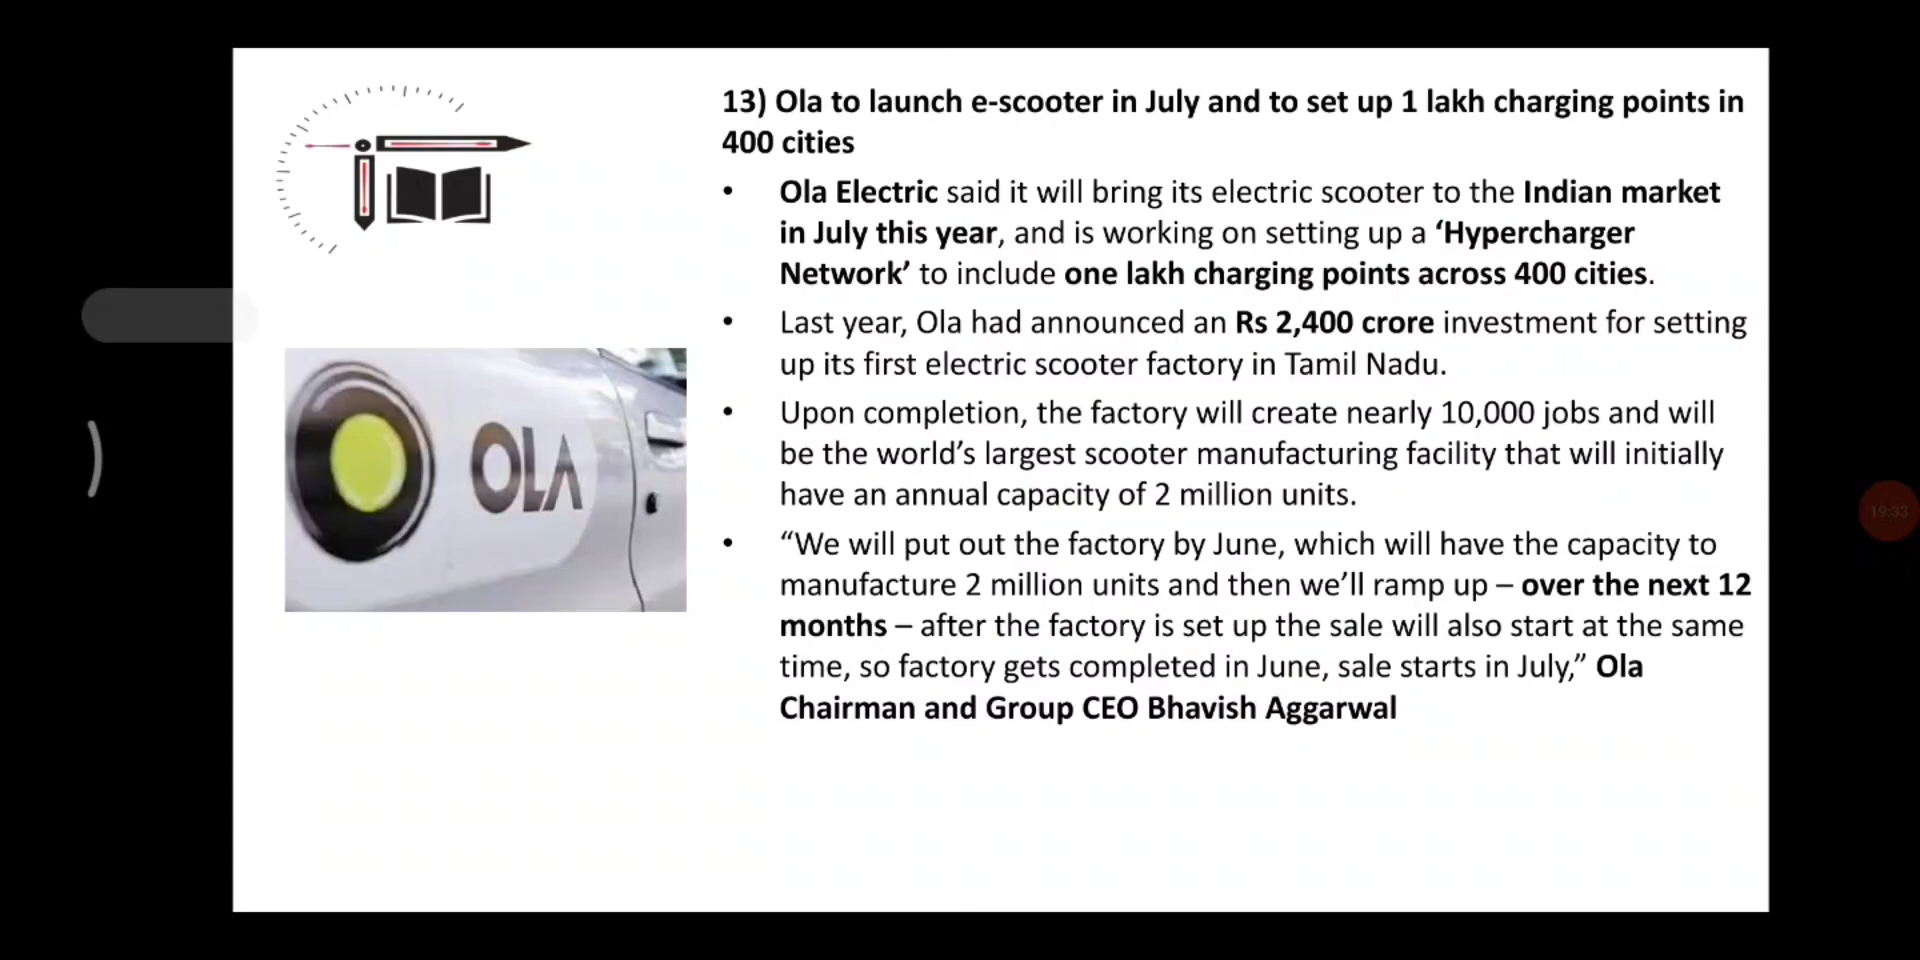 13) Ola to launch e-scooter in July and to set up 1 lakh charging points in
400 cities
• Ola Electric said it will bring its electric scooter to the Indian market
in July this year, and is working on setting up a ‘Hypercharger
Network’ to include one lakh charging points across 400 cities.
• Last year, Ola had announced an Rs 2,400 crore investment for setting
up its first electric scooter factory in Tamil Nadu.
• Upon completion, the factory will create nearly 10,000 jobs and will
be the world’s largest scooter manufacturing facility that will initially
have an annual capacity of 2 million units.
• “We will put out the factory by June, which will have the capacity to
manufacture 2 million units and then we’ll ramp up – over the next 12
months – after the factory is set up the sale will also start at the same
time, so factory gets completed in June, sale starts in July,” Ola
Chairman and Group CEO Bhavish Aggarwal
OLA
19:33